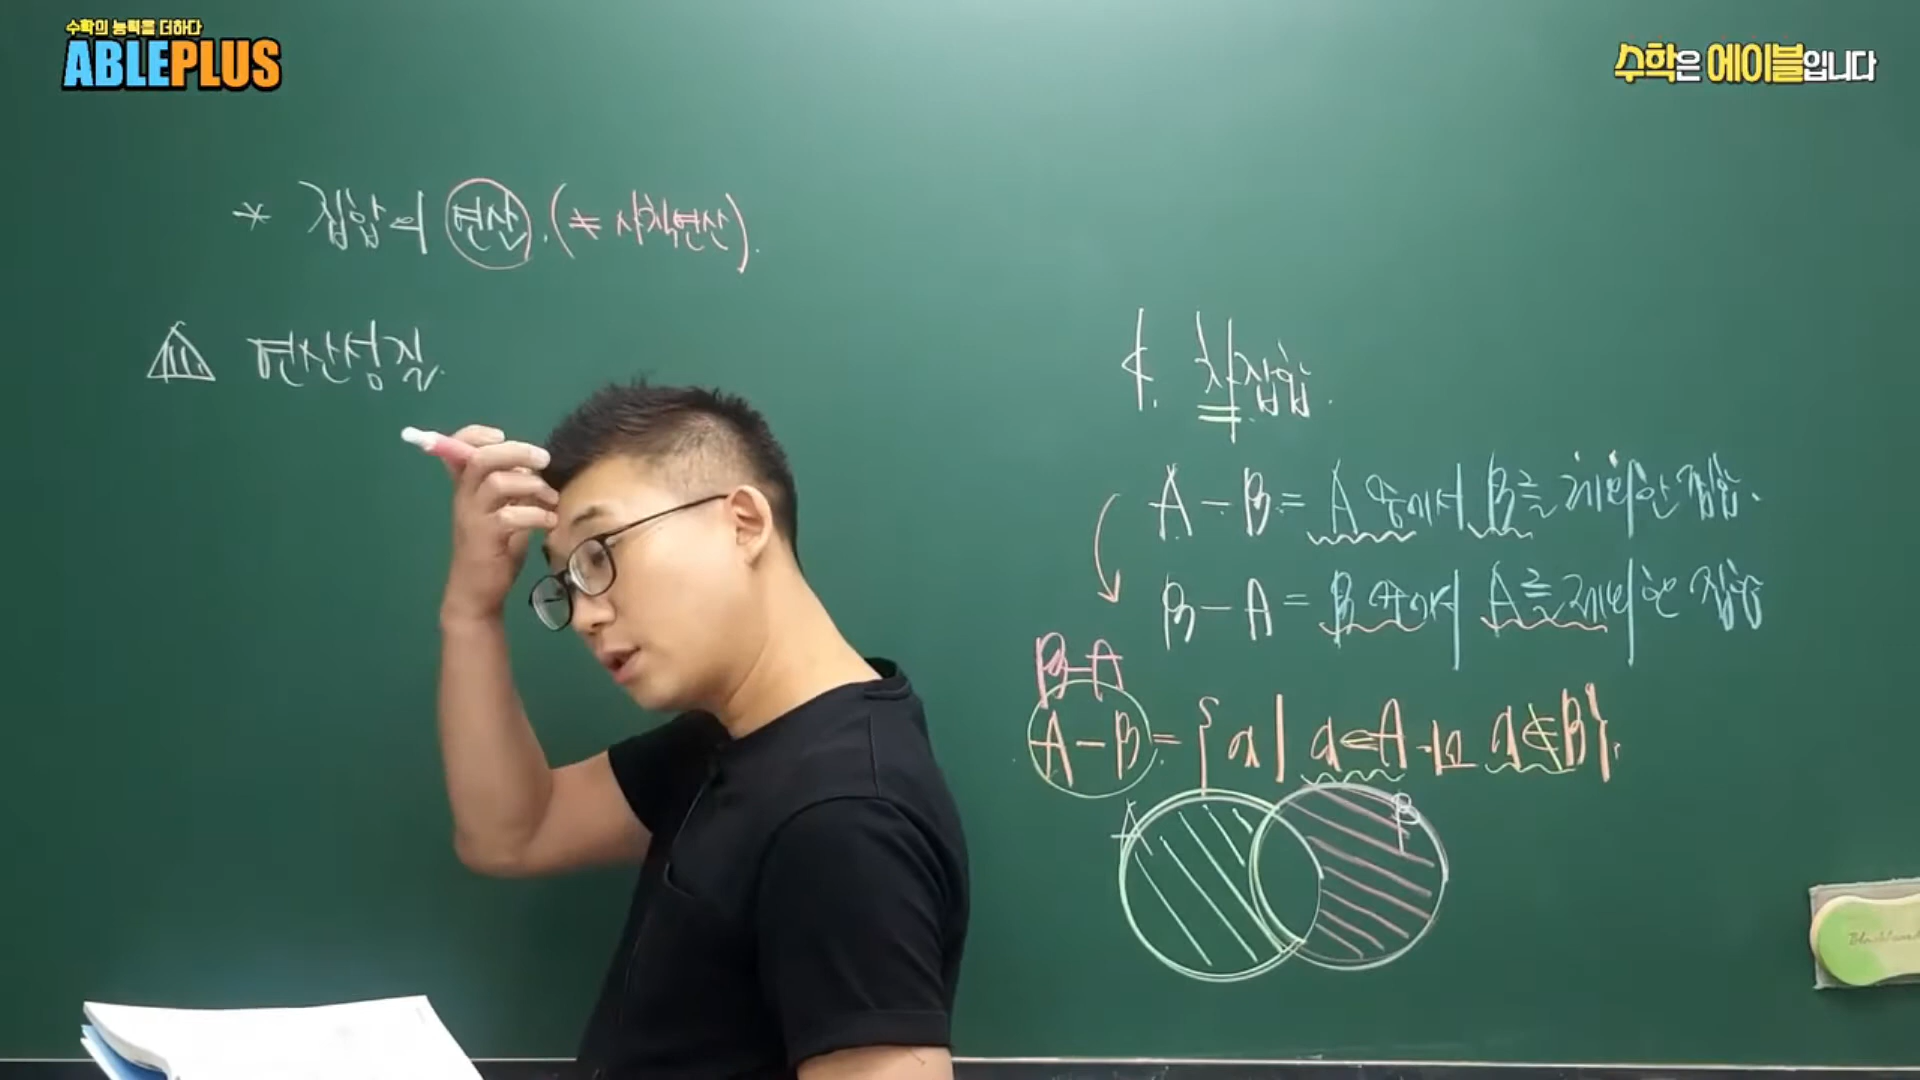 수학의 능력을 더하다
ABLEPLUS
수학은 에이블입니다
* 집합의 연산. (≠ 사칙연산).
연산성질.
4. 차집합.
A - B = A 중에서 B를 제외한 집합.
B - A = B 중에서 A를 제외한 집합
B-A
A - B = {x | x∈A 그리고 x∉B}.
A
B